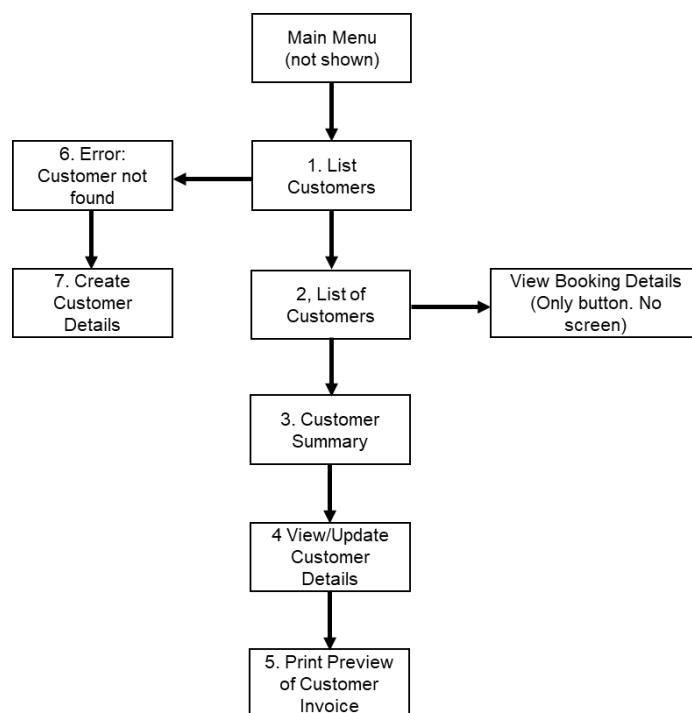 Main Menu
(not shown)
6. Error:
Customer not
found
1. List
Customers
7. Create
Customer
Details
2, List of
Customers
View Booking Details
(Only button. No
screen)
3. Customer
Summary
4 View/Update
Customer
Details
5. Print Preview
of Customer
Invoice